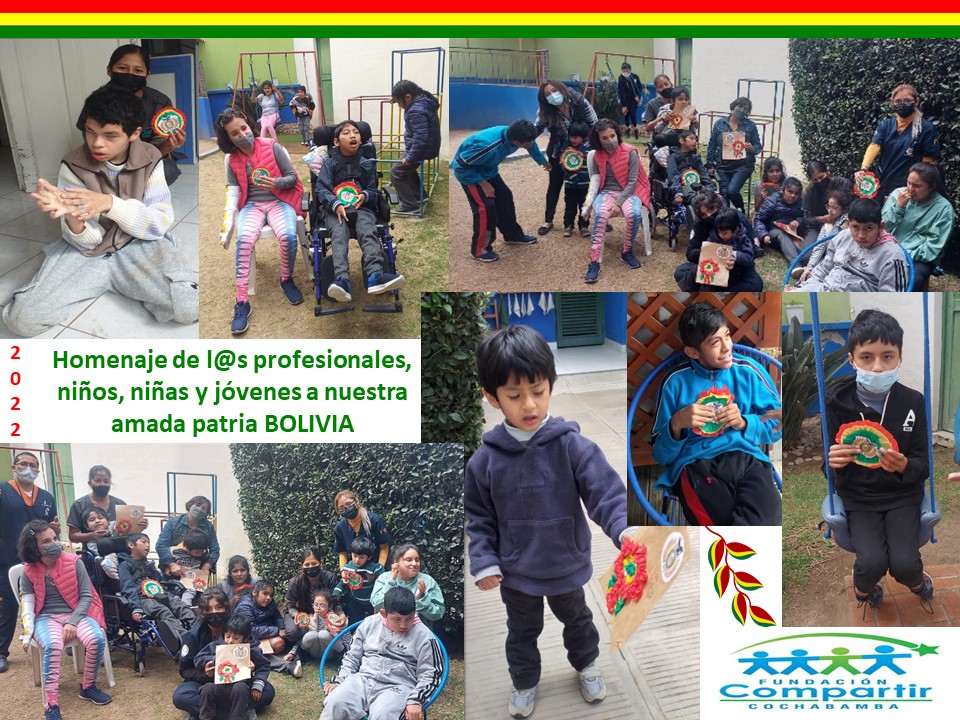 2
0
2
2
Homenaje de l@s profesionales,
niños, niñas y jóvenes a nuestra
amada patria BOLIVIA
FUNDACIÓN
Compartir
COCHABAMBA